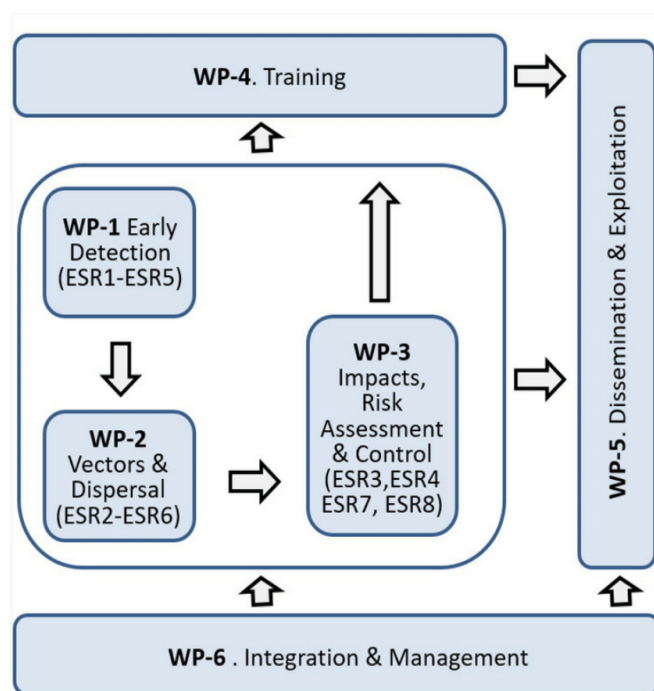 WP-4. Training
WP-1 Early
Detection
(ESR1-ESR5)
WP-2
Vectors &
Dispersal
(ESR2-ESR6)
WP-3
Impacts,
Risk
Assessment
& Control
(ESR3,ESR4
ESR7, ESR8)
WP-5. Dissemination & Exploitation
WP-6 . Integration & Management